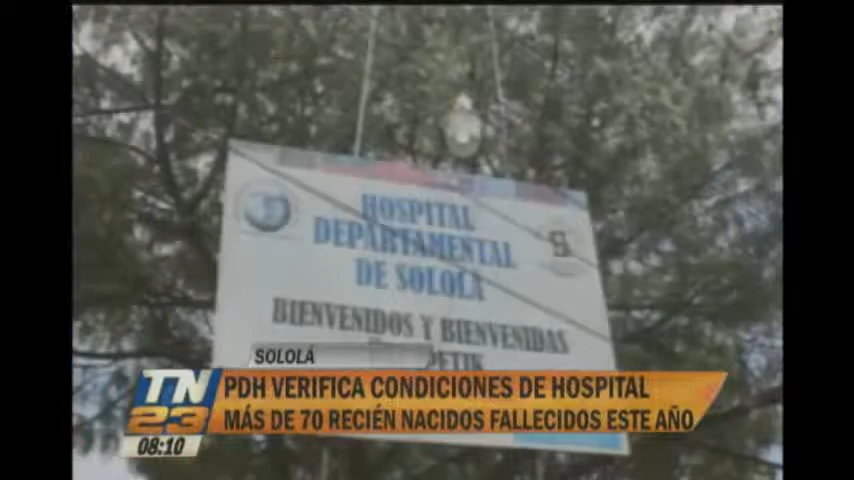 HOSPITAL
DEPARTAMENTAL
DE SOLOLA
BIENVENIDOS Y BIENVENIDAS
SOLOLÁ
PDH VERIFICA CONDICIONES DE HOSPITAL
MÁS DE 70 RECIÉN NACIDOS FALLECIDOS ESTE AÑO
TN
23
08:10